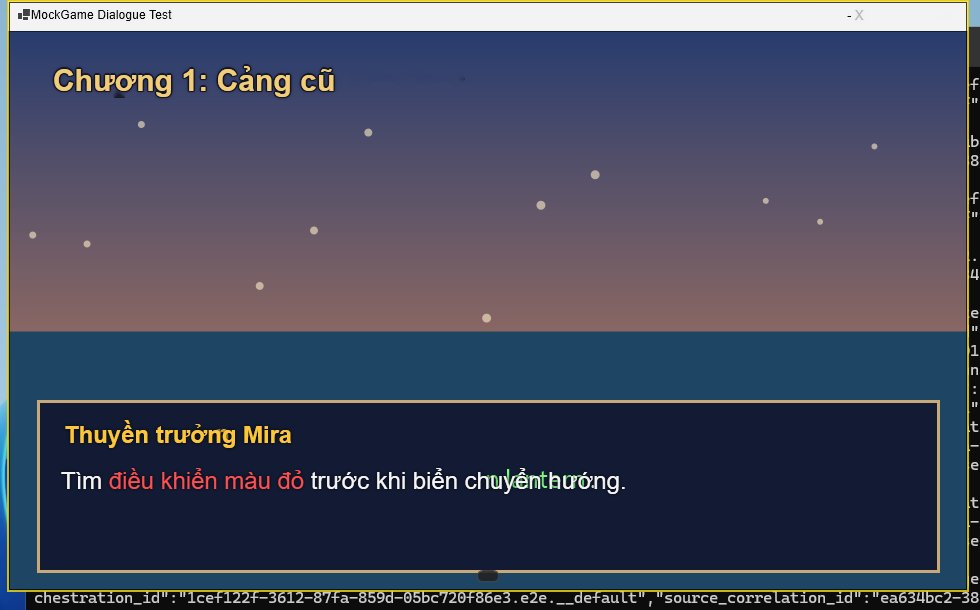 MockGame Dialogue Test
- X
Chương 1: Cảng cũ
Thuyền trưởng Mira
Tìm điều khiển màu đỏ trước khi biển chuyển hướng.
chestration_id":"1cef122f-3612-87fa-859d-05bc720f86e3.e2e.__default","source_correlation_id":"ea634bc2-38